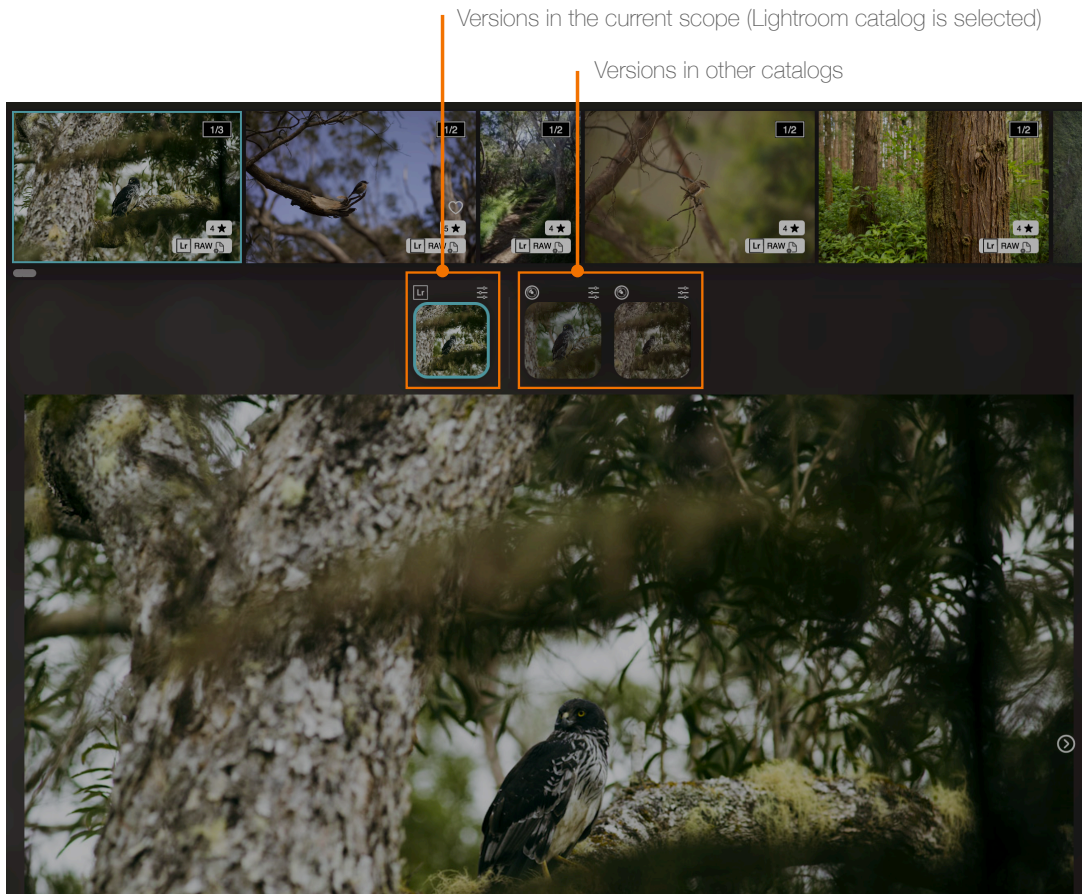 Versions in the current scope (Lightroom catalog is selected)
Versions in other catalogs
1/3
1/2
1/2
1/2
1/2
4 ★
5 ★
4 ★
4 ★
4 ★
Lr RAW
Lr RAW
Lr RAW
Lr RAW
Lr RAW
Lr